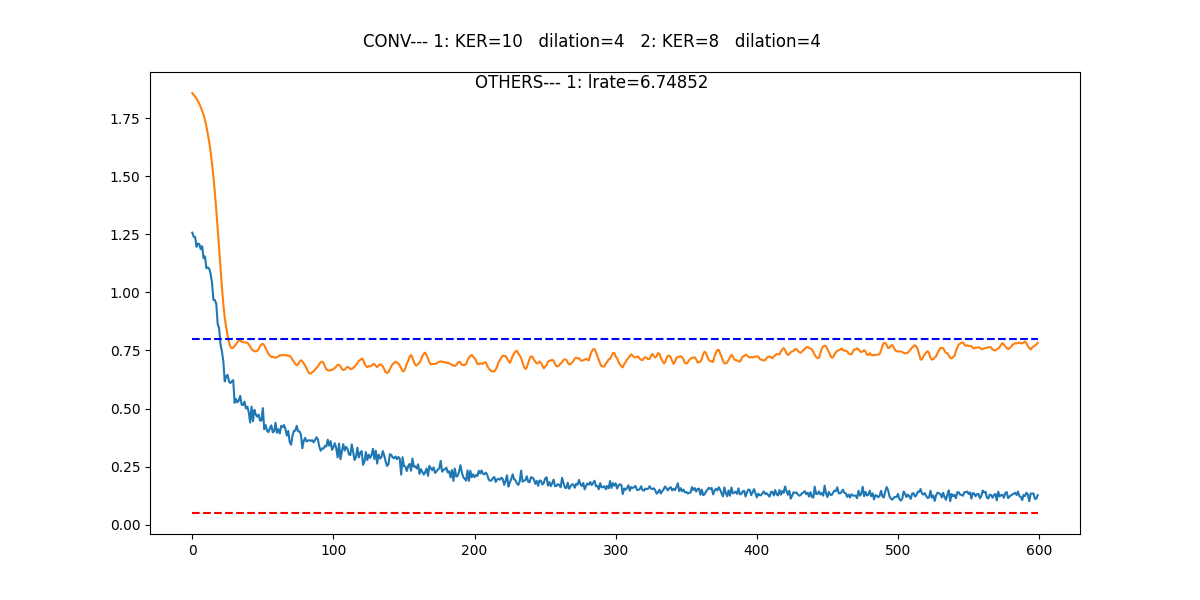 CONV--- 1: KER=10   dilation=4   2: KER=8   dilation=4
OTHERS--- 1: lrate=6.74852
1.75
1.50
1.25
1.00
0.75
0.50
0.25
0.00
0 100 200 300 400 500 600